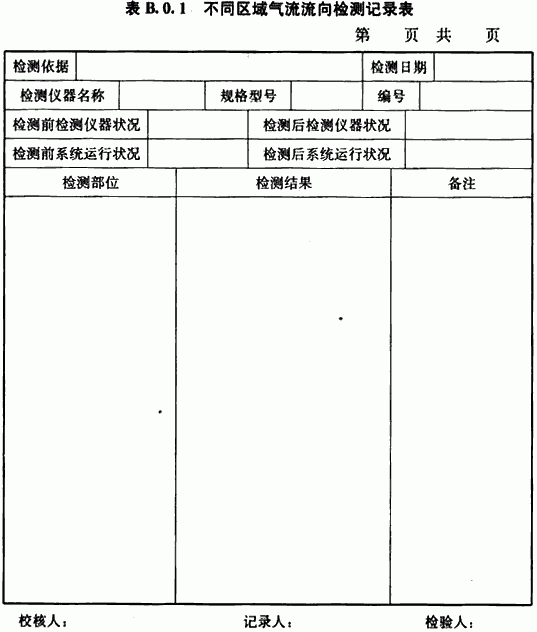 表 B.0.1 不同区域气流流向检测记录表
第 页 共 页
检测依据 检测日期
检测仪器名称 规格型号 编号
检测前检测仪器状况 检测后检测仪器状况
检测前系统运行状况 检测后系统运行状况
检测部位 检测结果 备注
校核人： 记录人： 检验人：